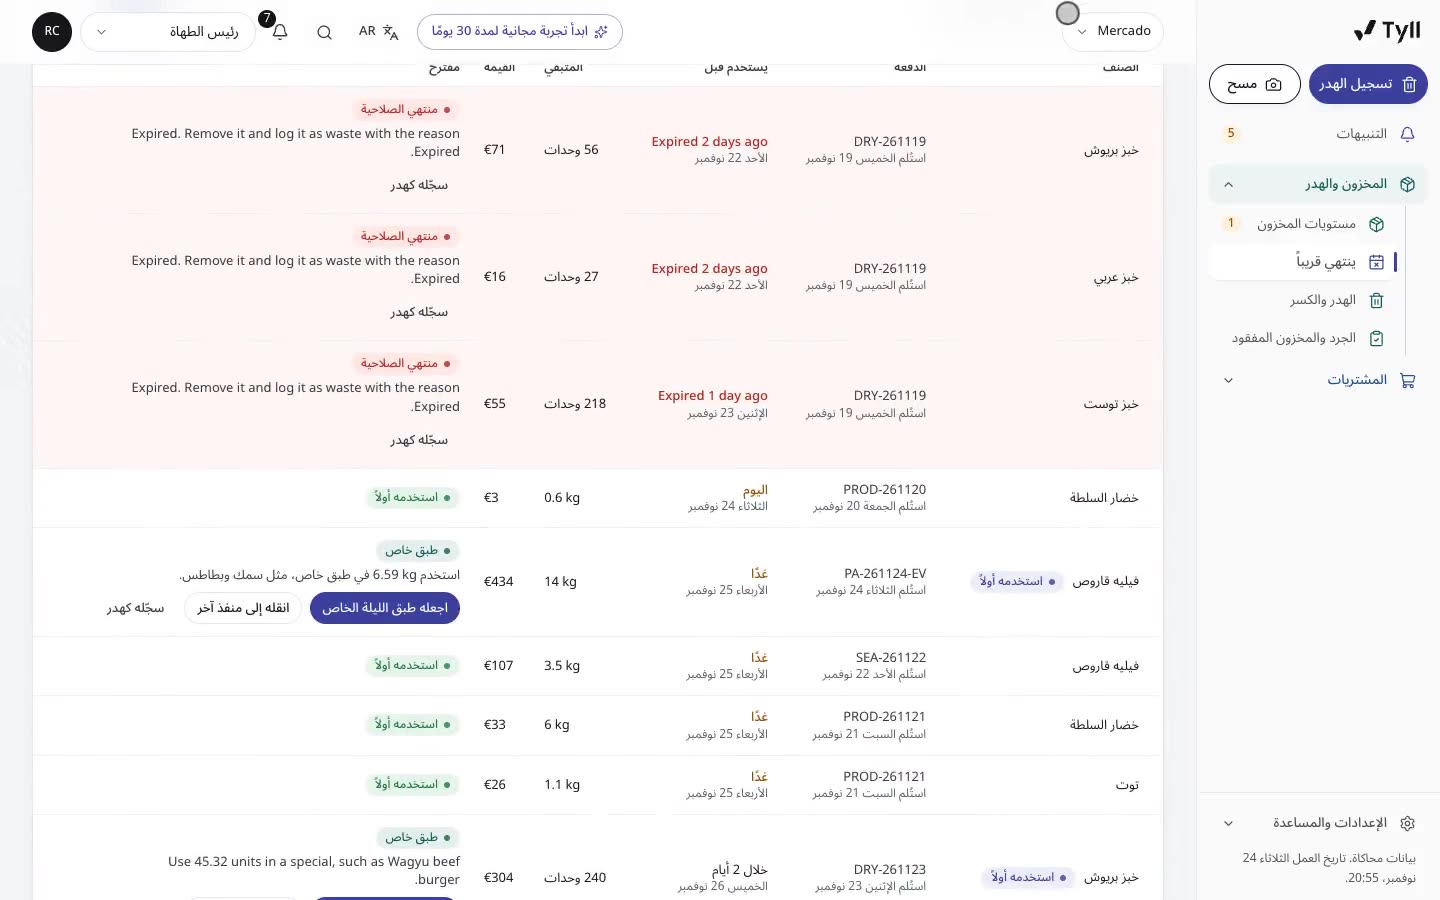 Tyll
Mercado
ابدأ تجربة مجانية لمدة 30 يومًا
AR
7
رئيس الطهاة
RC
تسجيل الهدر
مسح
التنبيهات
5
المخزون والهدر
مستويات المخزون
1
ينتهي قريباً
الهدر والكسر
الجرد والمخزون المفقود
المشتريات
الإعدادات والمساعدة
بيانات محاكاة. تاريخ العمل الثلاثاء 24
نوفمبر، 20:55.
الصنف
الدفعة
يستخدم قبل
المتبقي
القيمة
مقترح
خبز بريوش
DRY-261119
استُلم الخميس 19 نوفمبر
Expired 2 days ago
الأحد 22 نوفمبر
56 وحدات
€71
منتهي الصلاحية
Expired. Remove it and log it as waste with the reason
Expired.
سجّله كهدر
خبز عربي
DRY-261119
استُلم الخميس 19 نوفمبر
Expired 2 days ago
الأحد 22 نوفمبر
27 وحدات
€16
منتهي الصلاحية
Expired. Remove it and log it as waste with the reason
Expired.
سجّله كهدر
خبز توست
DRY-261119
استُلم الخميس 19 نوفمبر
Expired 1 day ago
الإثنين 23 نوفمبر
218 وحدات
€55
منتهي الصلاحية
Expired. Remove it and log it as waste with the reason
Expired.
سجّله كهدر
خضار السلطة
PROD-261120
استُلم الجمعة 20 نوفمبر
اليوم
الثلاثاء 24 نوفمبر
0.6 kg
€3
استخدمه أولاً
فيليه قاروص
استخدمه أولاً
PA-261124-EV
استُلم الثلاثاء 24 نوفمبر
غدًا
الأربعاء 25 نوفمبر
14 kg
€434
طبق خاص
استخدم 6.59 kg في طبق خاص، مثل سمك وبطاطس.
اجعله طبق الليلة الخاص
انقله إلى منفذ آخر
سجّله كهدر
فيليه قاروص
SEA-261122
استُلم الأحد 22 نوفمبر
غدًا
الأربعاء 25 نوفمبر
3.5 kg
€107
استخدمه أولاً
خضار السلطة
PROD-261121
استُلم السبت 21 نوفمبر
غدًا
الأربعاء 25 نوفمبر
6 kg
€33
استخدمه أولاً
توت
PROD-261121
استُلم السبت 21 نوفمبر
غدًا
الأربعاء 25 نوفمبر
1.1 kg
€26
استخدمه أولاً
خبز بريوش
استخدمه أولاً
DRY-261123
استُلم الإثنين 23 نوفمبر
خلال 2 أيام
الخميس 26 نوفمبر
240 وحدات
€304
طبق خاص
Use 45.32 units in a special, such as Wagyu beef
burger.